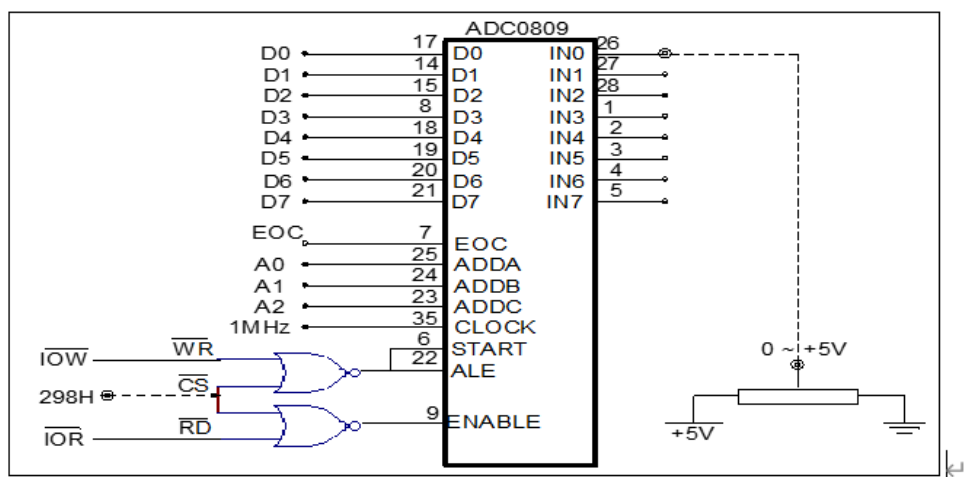 ADC0809
D0 17 D0 IN0 26
D1 14 D1 IN1 27
D2 15 D2 IN2 28
D3 8 D3 IN3 1
D4 18 D4 IN4 2
D5 19 D5 IN5 3
D6 20 D6 IN6 4
D7 21 D7 IN7 5
EOC 7 EOC
A0 25 ADDA
A1 24 ADDB
A2 23 ADDC
1MHz 35 CLOCK
6 START
IOW WR 22 ALE
0 ~ +5V
298H CS
IOR RD 9 ENABLE
+5V